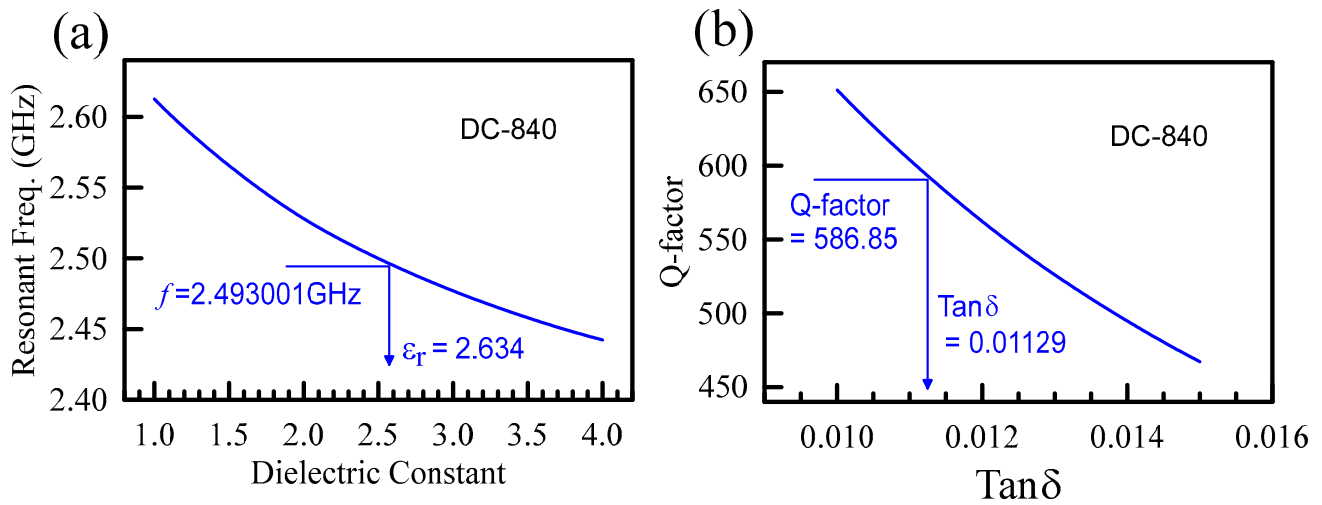 (a)
Resonant Freq. (GHz)
2.60
2.55
2.50
2.45
2.40
DC-840
f=2.493001GHz
εr = 2.634
1.0 1.5 2.0 2.5 3.0 3.5 4.0
Dielectric Constant
(b)
Q-factor
650
600
550
500
450
DC-840
Q-factor
= 586.85
Tanδ
= 0.01129
0.010 0.012 0.014 0.016
Tanδ